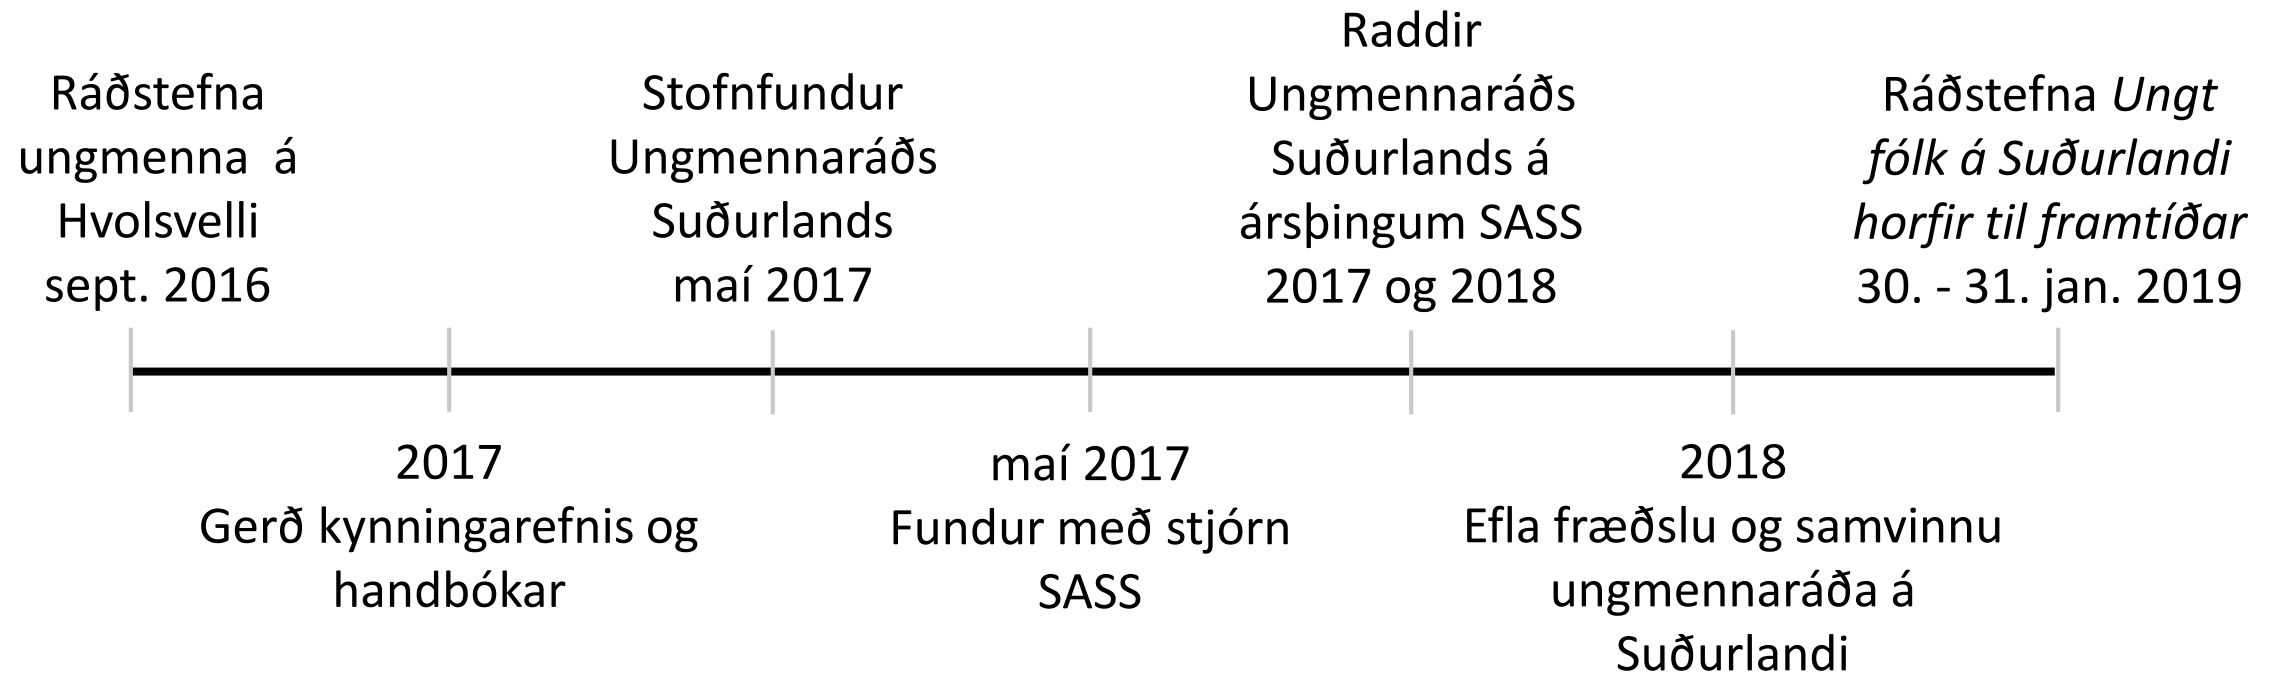 Ráðstefna
ungmenna á
Hvolsvelli
sept. 2016
Stofnfundur
Ungmennaráðs
Suðurlands
maí 2017
Raddir
Ungmennaráðs
Suðurlands á
ársþingum SASS
2017 og 2018
Ráðstefna Ungt
fólk á Suðurlandi
horfir til framtíðar
30. - 31. jan. 2019
2017
Gerð kynningarefnis og
handbókar
maí 2017
Fundur með stjórn
SASS
2018
Efla fræðslu og samvinnu
ungmennaráða á
Suðurlandi